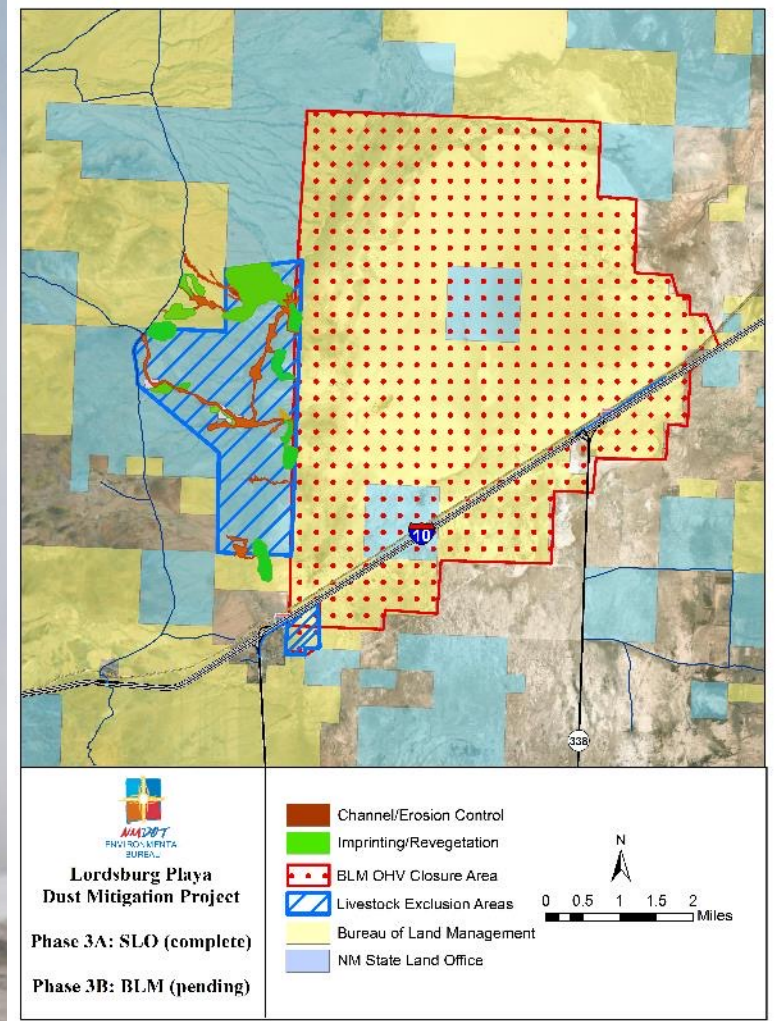 10
338
NMDOT
ENVIRONMENTA
BUREAU
Lordsburg Playa
Dust Mitigation Project
Phase 3A: SLO (complete)
Phase 3B: BLM (pending)
Channel/Erosion Control
Imprinting/Revegetation
BLM OHV Closure Area
Livestock Exclusion Areas
Bureau of Land Management
NM State Land Office
N
0 0.5 1 1.5 2
Miles